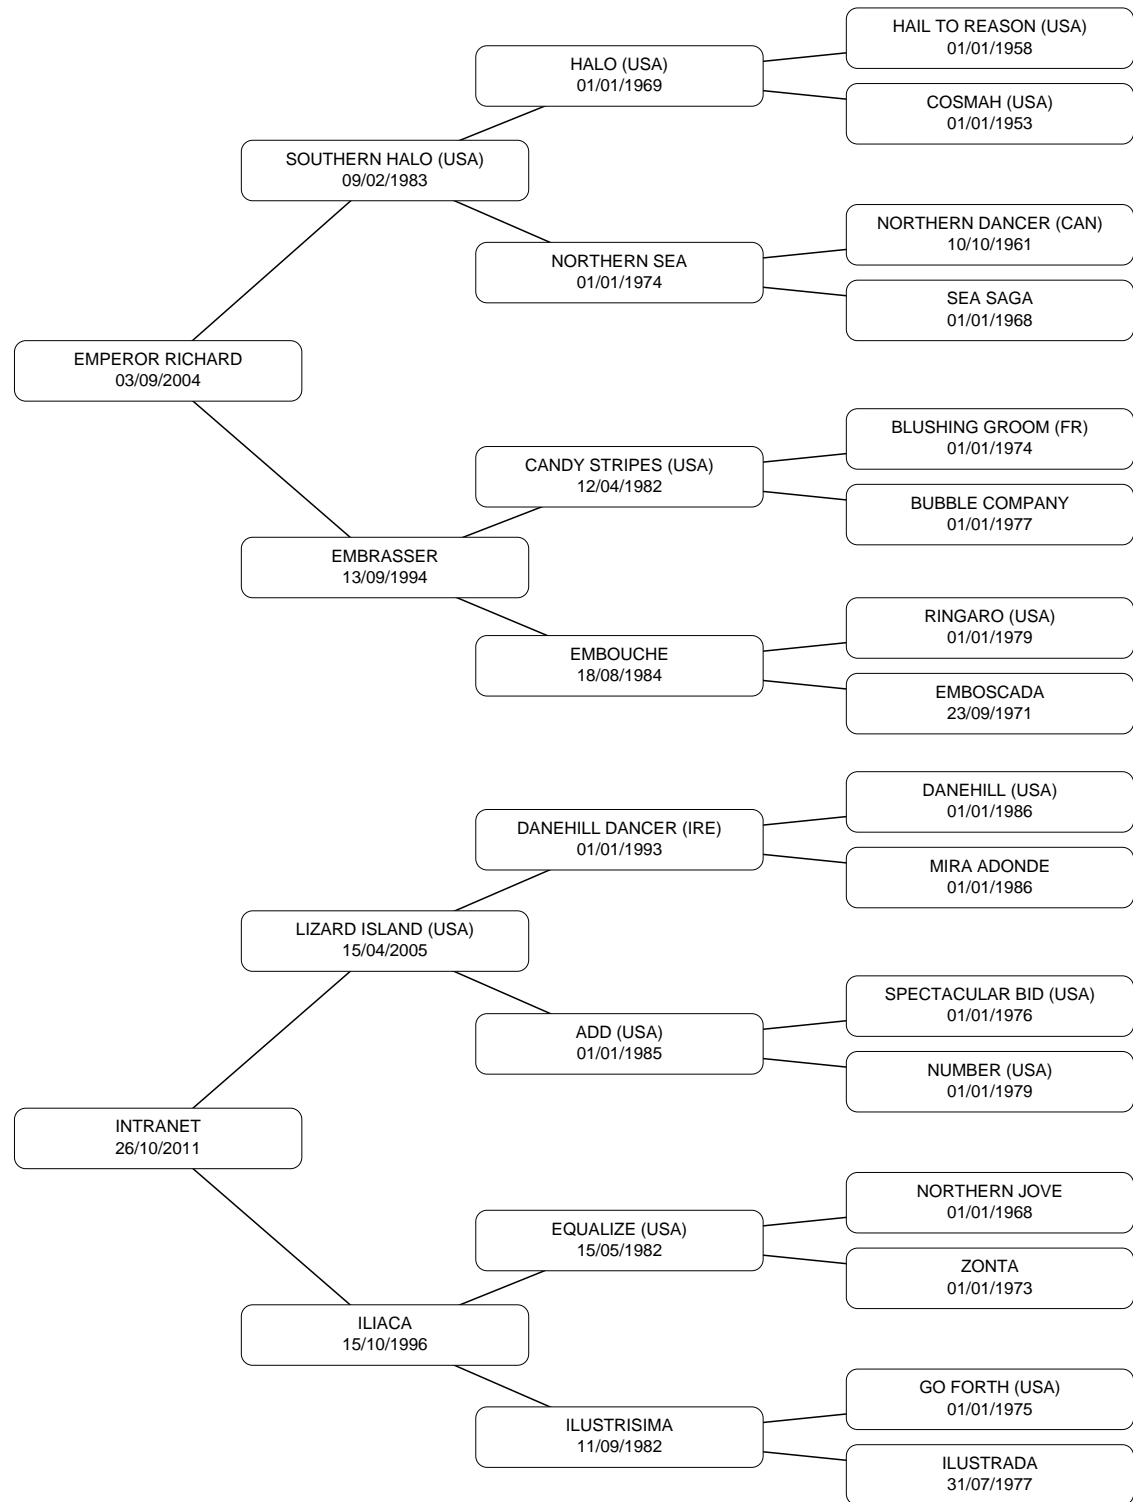 HAIL TO REASON (USA)
01/01/1958
HALO (USA)
01/01/1969
COSMAH (USA)
01/01/1953
SOUTHERN HALO (USA)
09/02/1983
NORTHERN DANCER (CAN)
10/10/1961
NORTHERN SEA
01/01/1974
SEA SAGA
01/01/1968
EMPEROR RICHARD
03/09/2004
BLUSHING GROOM (FR)
01/01/1974
CANDY STRIPES (USA)
12/04/1982
BUBBLE COMPANY
01/01/1977
EMBRASSER
13/09/1994
RINGARO (USA)
01/01/1979
EMBOUCHE
18/08/1984
EMBOSCADA
23/09/1971
DANEHILL (USA)
01/01/1986
DANEHILL DANCER (IRE)
01/01/1993
MIRA ADONDE
01/01/1986
LIZARD ISLAND (USA)
15/04/2005
SPECTACULAR BID (USA)
01/01/1976
ADD (USA)
01/01/1985
NUMBER (USA)
01/01/1979
INTRANET
26/10/2011
NORTHERN JOVE
01/01/1968
EQUALIZE (USA)
15/05/1982
ZONTA
01/01/1973
ILIACA
15/10/1996
GO FORTH (USA)
01/01/1975
ILUSTRISIMA
11/09/1982
ILUSTRADA
31/07/1977